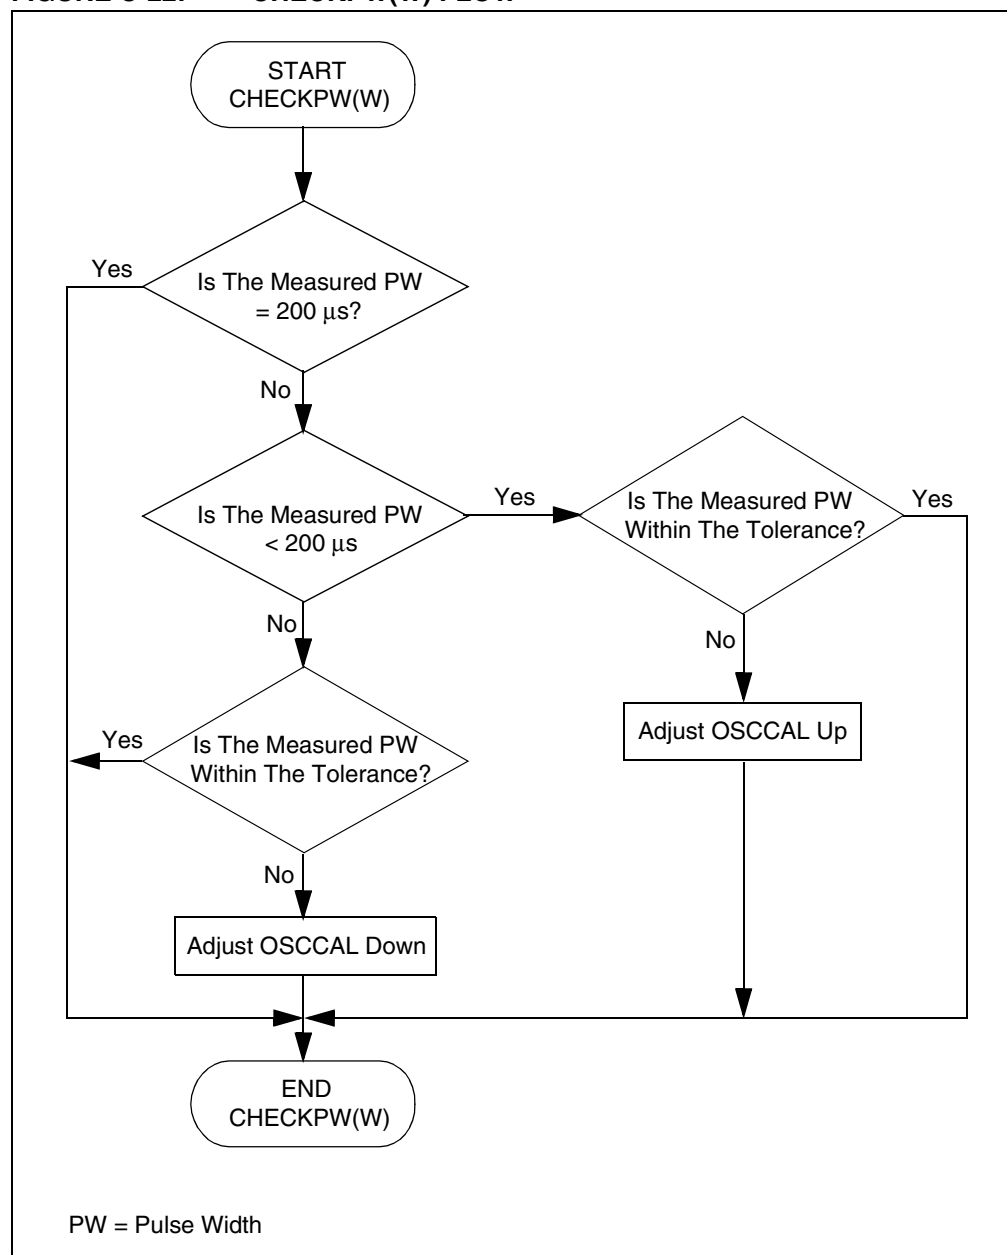 START
CHECKPW(W)
Yes
Is The Measured PW
= 200 μs?
No
Is The Measured PW
< 200 μs
Yes
Is The Measured PW
Within The Tolerance?
Yes
No
No
Adjust OSCCAL Up
Yes
Is The Measured PW
Within The Tolerance?
No
Adjust OSCCAL Down
END
CHECKPW(W)
PW = Pulse Width